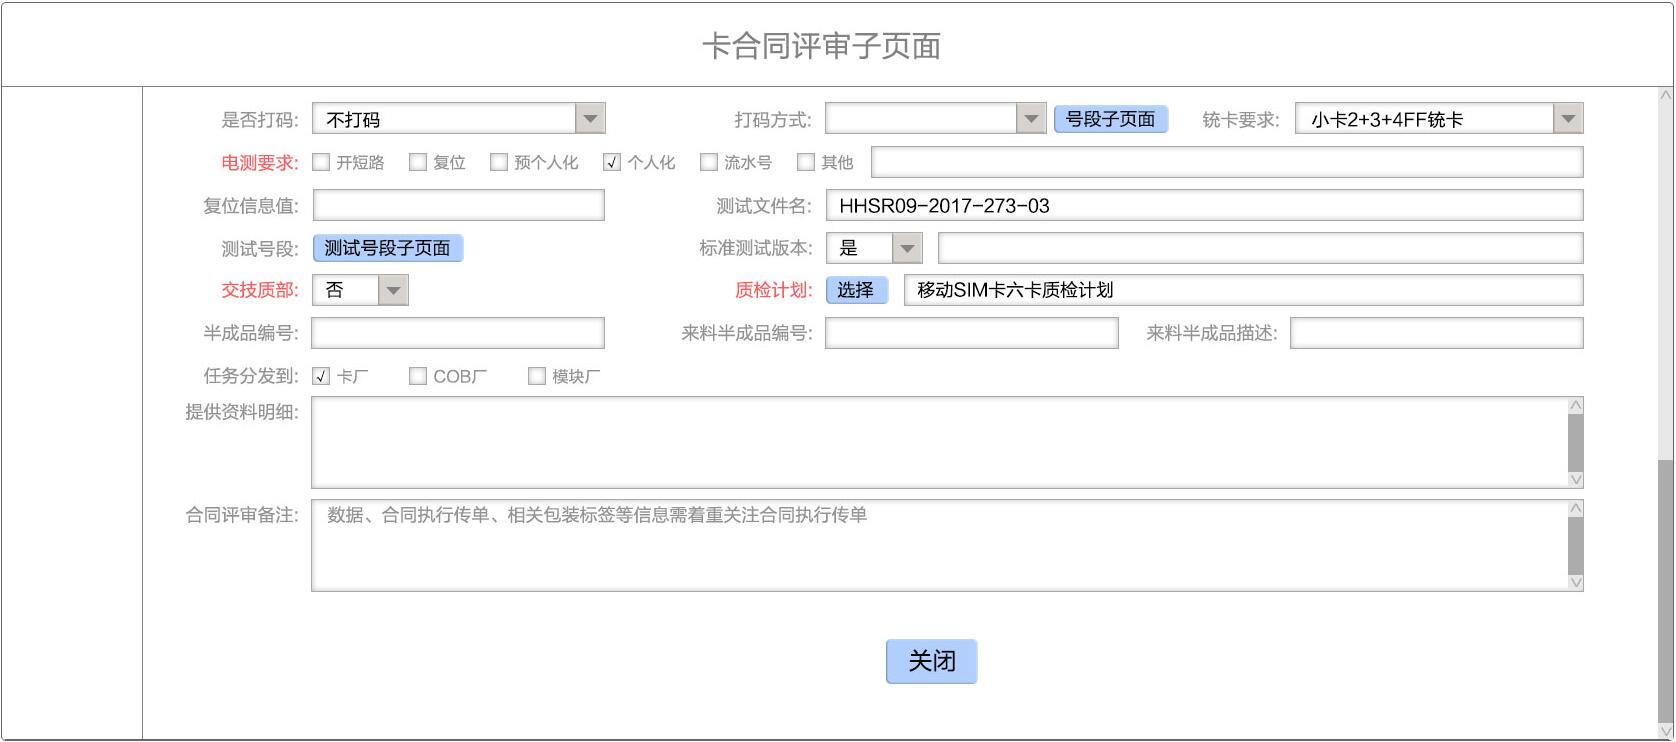 卡合同评审子页面
是否打码: 不打码 打码方式: 号段子页面 铳卡要求: 小卡2+3+4FF铳卡
电测要求: 开短路 复位 预个人化 √ 个人化 流水号 其他
复位信息值: 测试文件名: HHSR09-2017-273-03
测试号段: 测试号段子页面 标准测试版本: 是
交技质部: 否 质检计划: 选择 移动SIM卡六卡质检计划
半成品编号: 来料半成品编号: 来料半成品描述:
任务分发到: √ 卡厂 COB厂 模块厂
提供资料明细:
合同评审备注: 数据、合同执行传单、相关包装标签等信息需着重关注合同执行传单
关闭